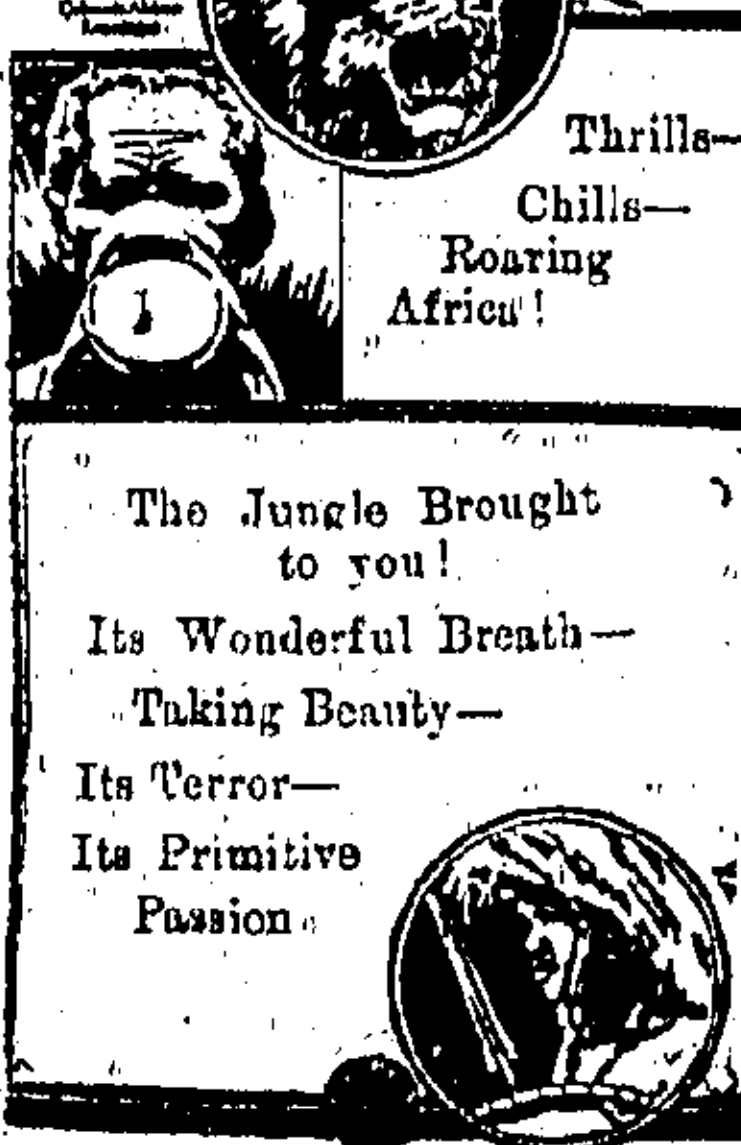 Thrills—
Chills—
Roaring
Africa!
The Jungle Brought
to you!
Its Wonderful Breath—
Taking Beauty—
Its Terror—
Its Primitive
Passion